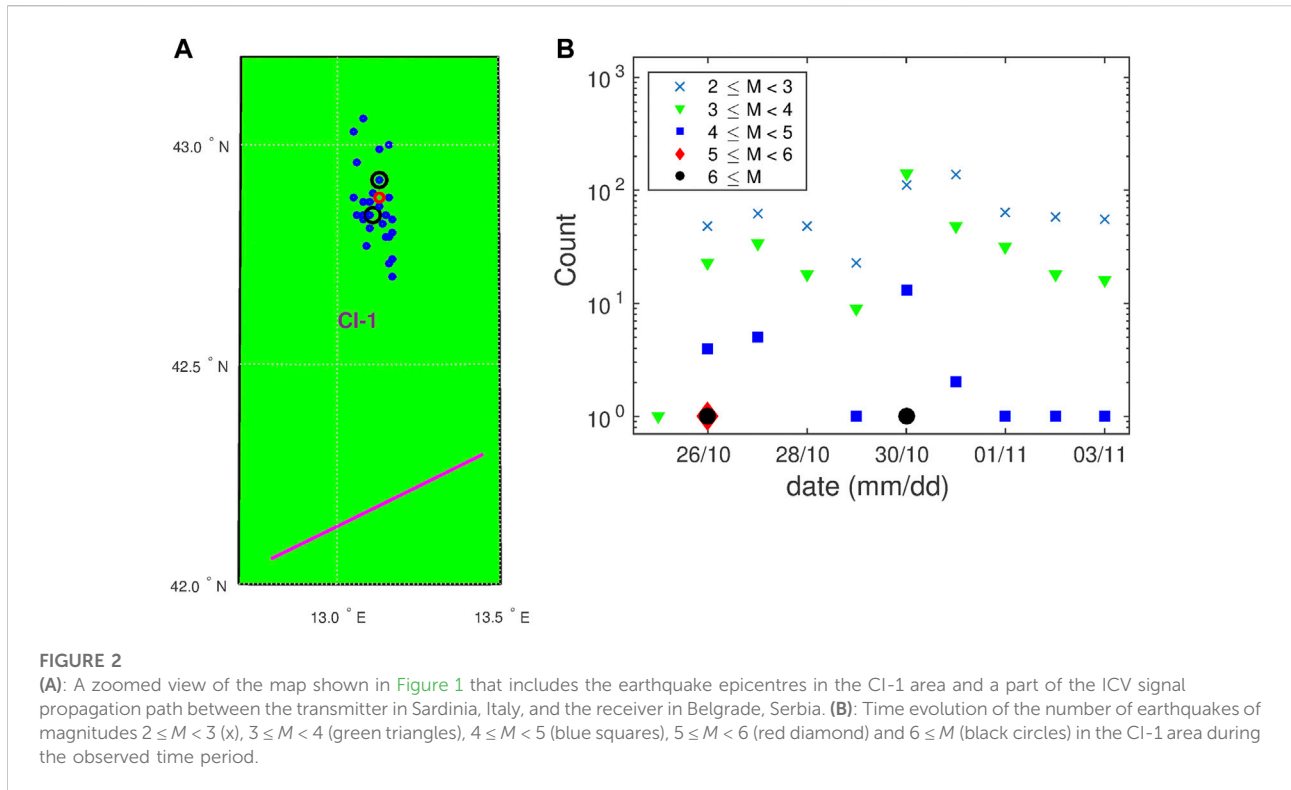 A
43.0 ° N
CI-1
42.5 ° N
42.0 ° N
13.0 ° E
13.5 ° E
B
10³
10²
10¹
10⁰
Count
2 ≤ M < 3
3 ≤ M < 4
4 ≤ M < 5
5 ≤ M < 6
6 ≤ M
26/10
28/10
30/10
01/11
03/11
date (mm/dd)
FIGURE 2
(A): A zoomed view of the map shown in Figure 1 that includes the earthquake epicentres in the CI-1 area and a part of the ICV signal
propagation path between the transmitter in Sardinia, Italy, and the receiver in Belgrade, Serbia. (B): Time evolution of the number of earthquakes of
magnitudes 2 ≤ M < 3 (x), 3 ≤ M < 4 (green triangles), 4 ≤ M < 5 (blue squares), 5 ≤ M < 6 (red diamond) and 6 ≤ M (black circles) in the CI-1 area during
the observed time period.